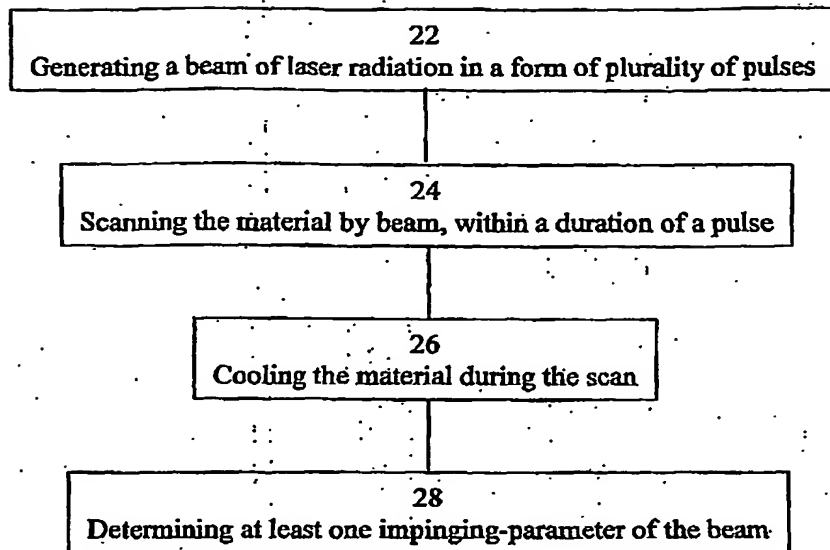 22
Generating a beam of laser radiation in a form of plurality of pulses
24
Scanning the material by beam, within a duration of a pulse
26
Cooling the material during the scan
28
Determining at least one impinging-parameter of the beam